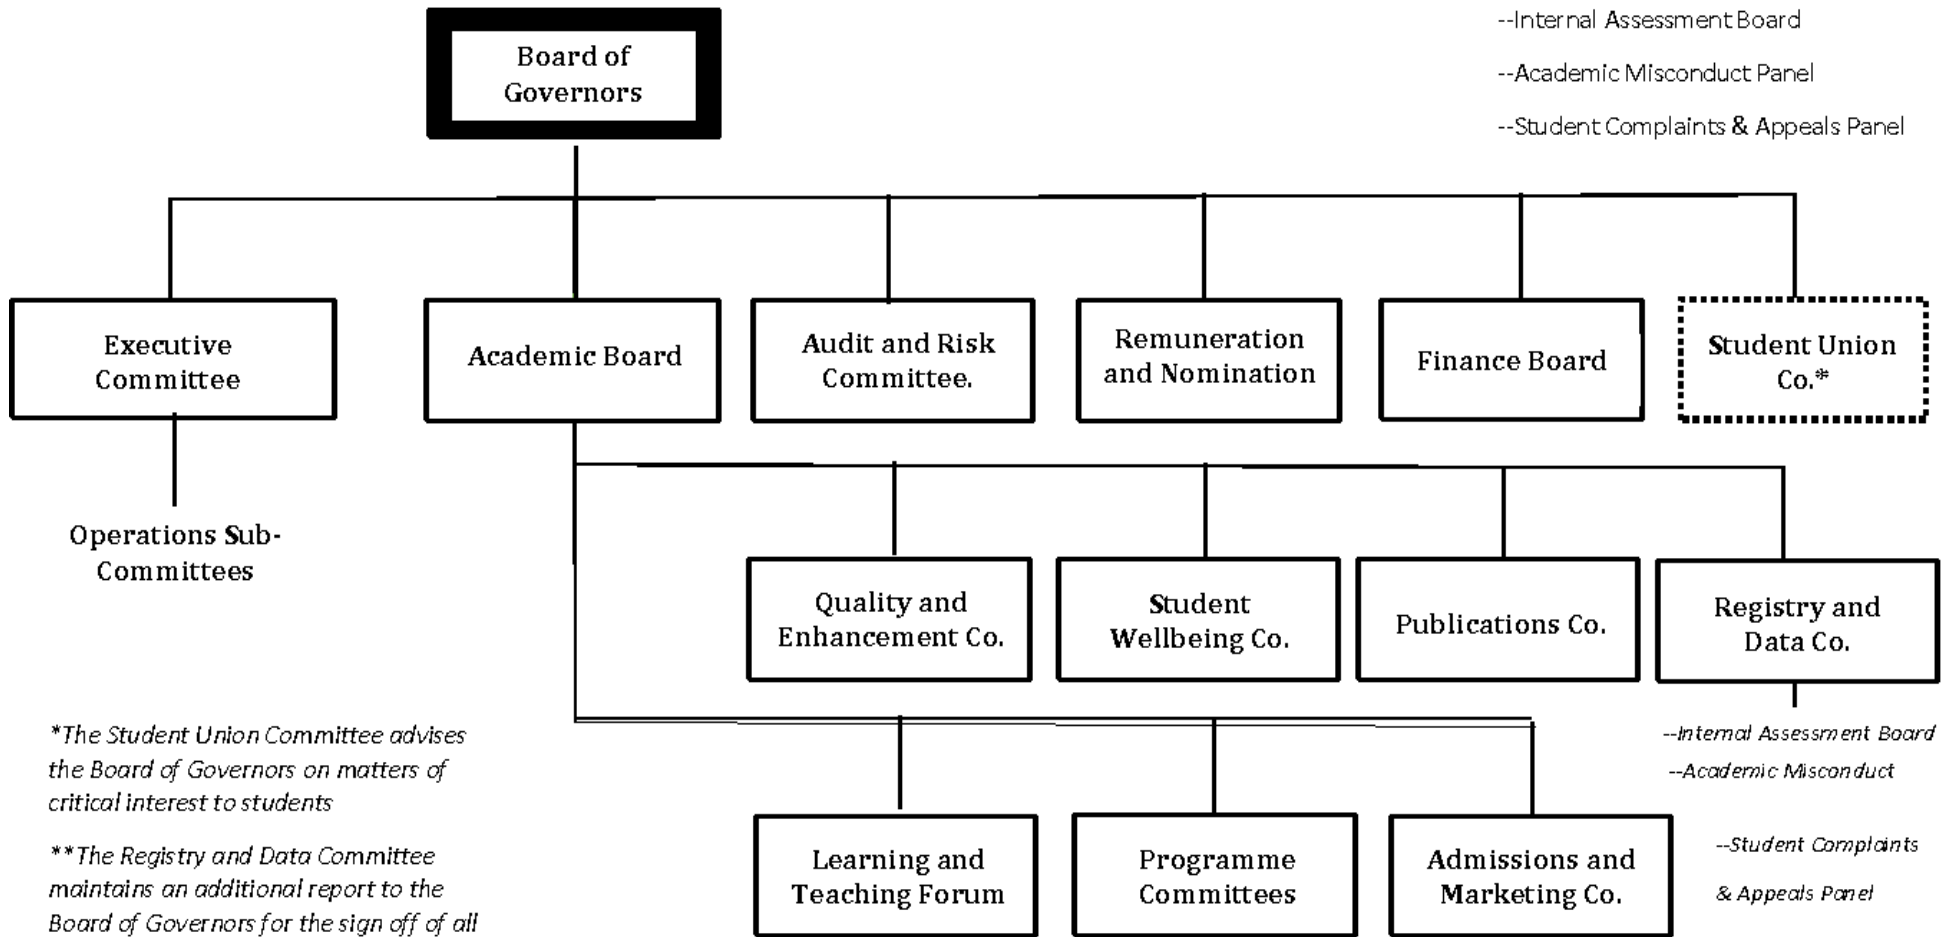 --Internal Assessment Board
--Academic Misconduct Panel
--Student Complaints & Appeals Panel
Board of
Governors
Executive
Committee
Academic Board
Audit and Risk
Committee.
Remuneration
and Nomination
Finance Board
Student Union
Co.*
Operations Sub-
Committees
Quality and
Enhancement Co.
Student
Wellbeing Co.
Publications Co.
Registry and
Data Co.
--Internal Assessment Board
--Academic Misconduct
--Student Complaints
& Appeals Panel
Learning and
Teaching Forum
Programme
Committees
Admissions and
Marketing Co.
*The Student Union Committee advises
the Board of Governors on matters of
critical interest to students
**The Registry and Data Committee
maintains an additional report to the
Board of Governors for the sign off of all